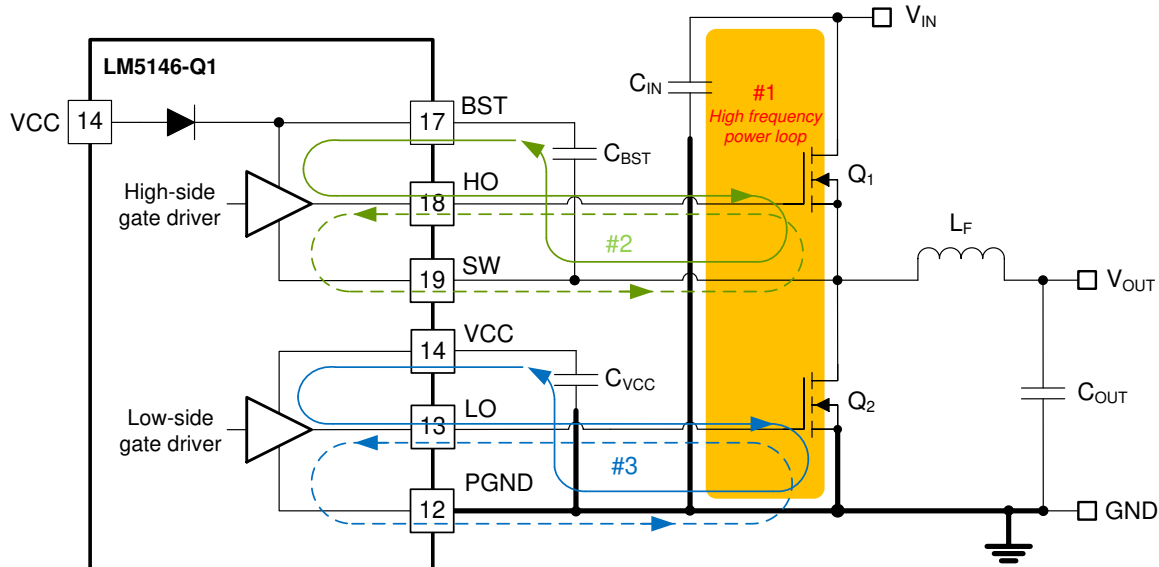 V_IN
LM5146-Q1
C_IN
#1
High frequency
power loop
VCC
14
BST
17
C_BST
High-side
gate driver
HO
18
Q_1
#2
L_F
SW
19
V_OUT
VCC
14
C_VCC
Q_2
C_OUT
Low-side
gate driver
LO
13
#3
PGND
12
GND